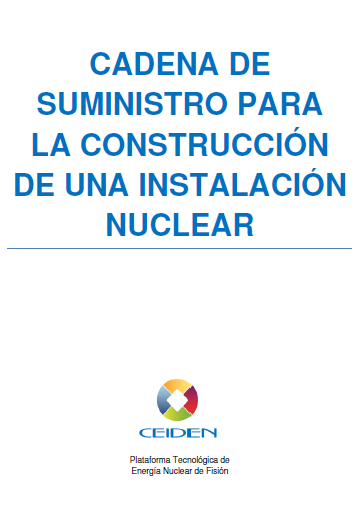 CADENA DE
SUMINISTRO PARA
LA CONSTRUCCIÓN
DE UNA INSTALACIÓN
NUCLEAR
CEIDEN
Plataforma Tecnológica de
Energía Nuclear de Fisión